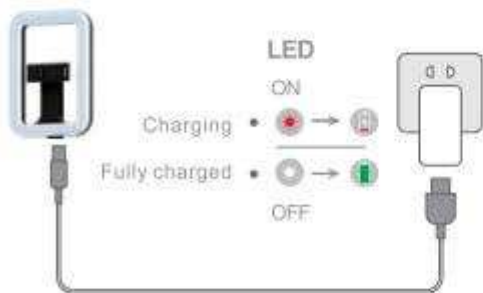 LED
ON
Charging •
Fully charged •
OFF